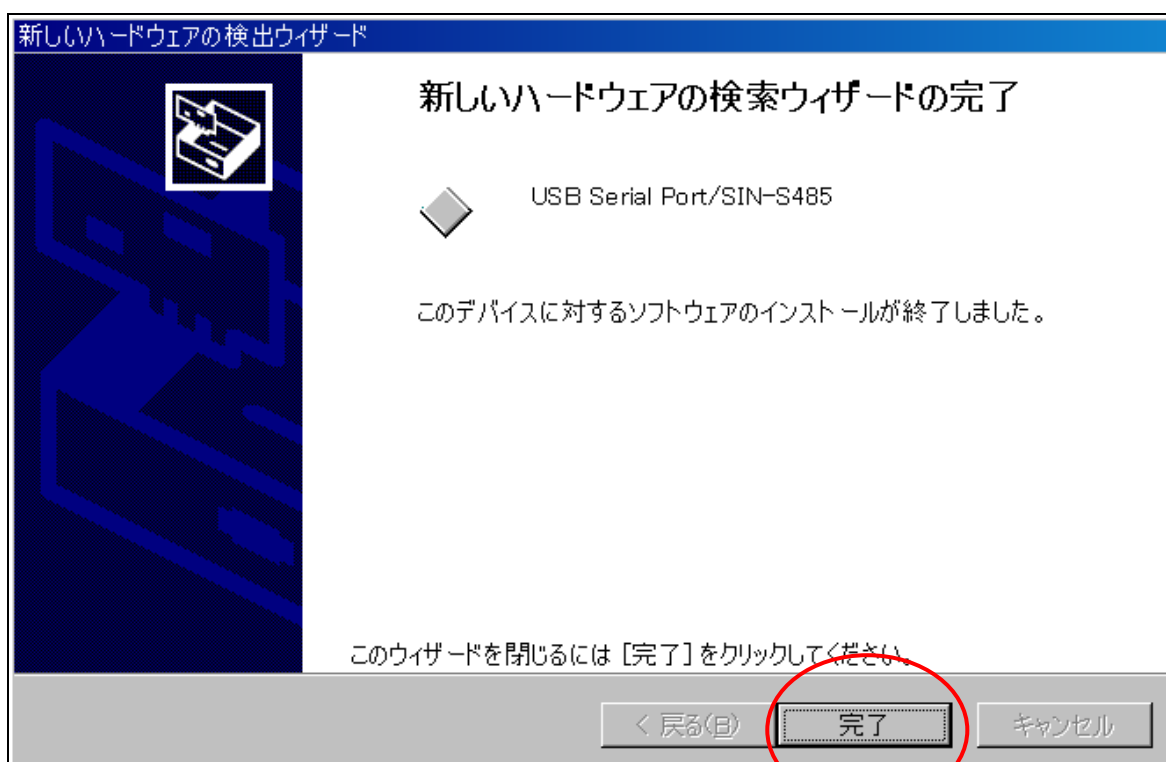 新しいハードウェアの検出ウィザード
新しいハードウェアの検索ウィザードの完了
USB Serial Port/SIN-S485
このデバイスに対するソフトウェアのインストールが終了しました。
このウィザードを閉じるには [完了] をクリックしてください。
< 戻る(B) 完了 キャンセル